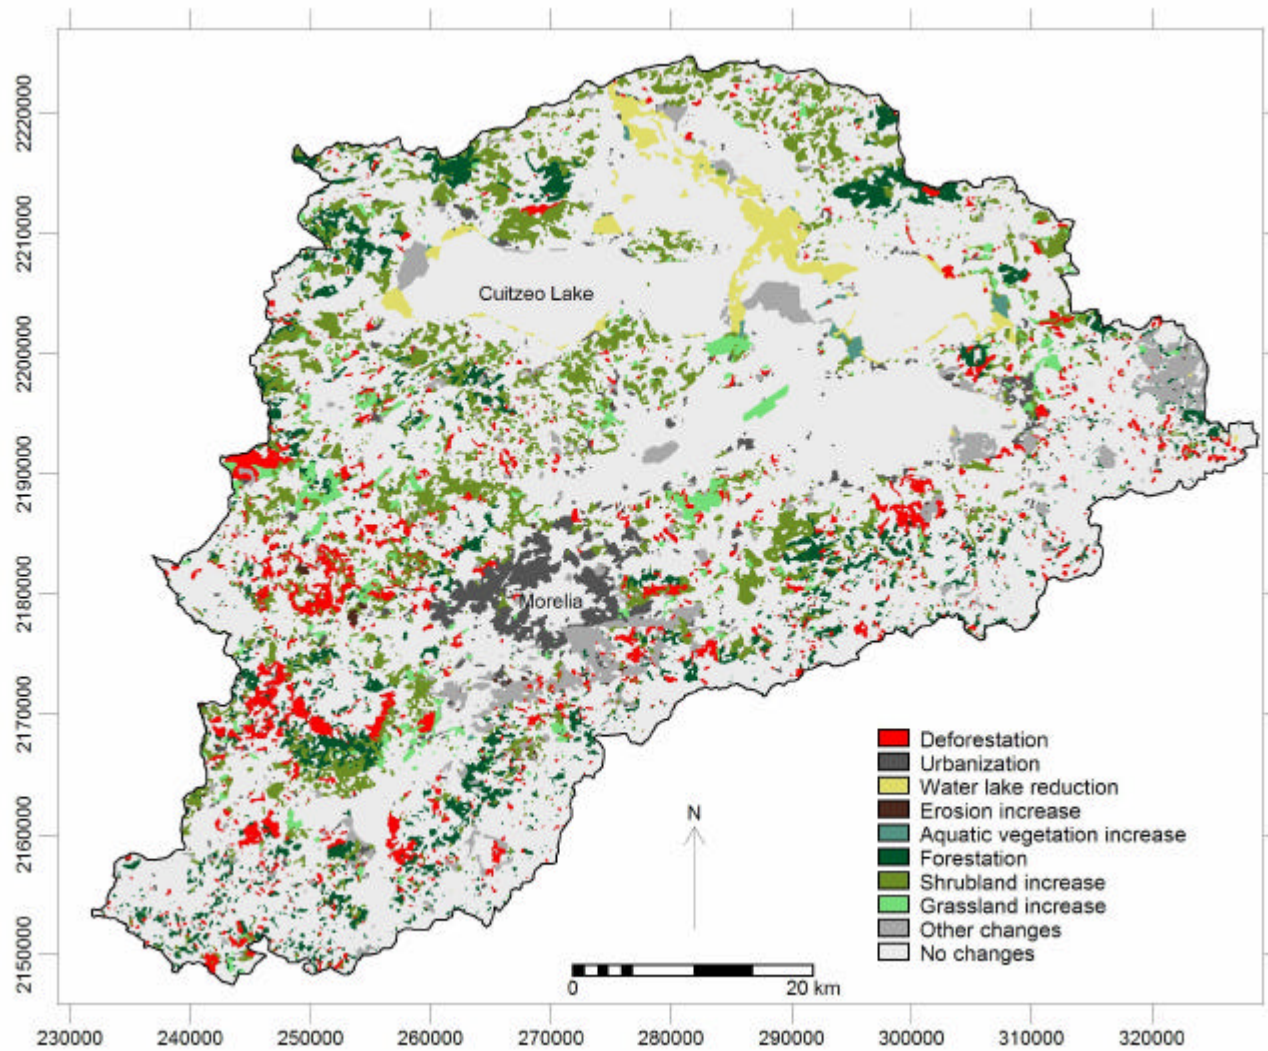 2220000
2210000
2200000
2190000
2180000
2170000
2160000
2150000
Cuitzeo Lake
Morelia
Deforestation
Urbanization
Water lake reduction
Erosion increase
Aquatic vegetation increase
Forestation
Shrubland increase
Grassland increase
Other changes
No changes
N
0 20 km
230000 240000 250000 260000 270000 280000 290000 300000 310000 320000